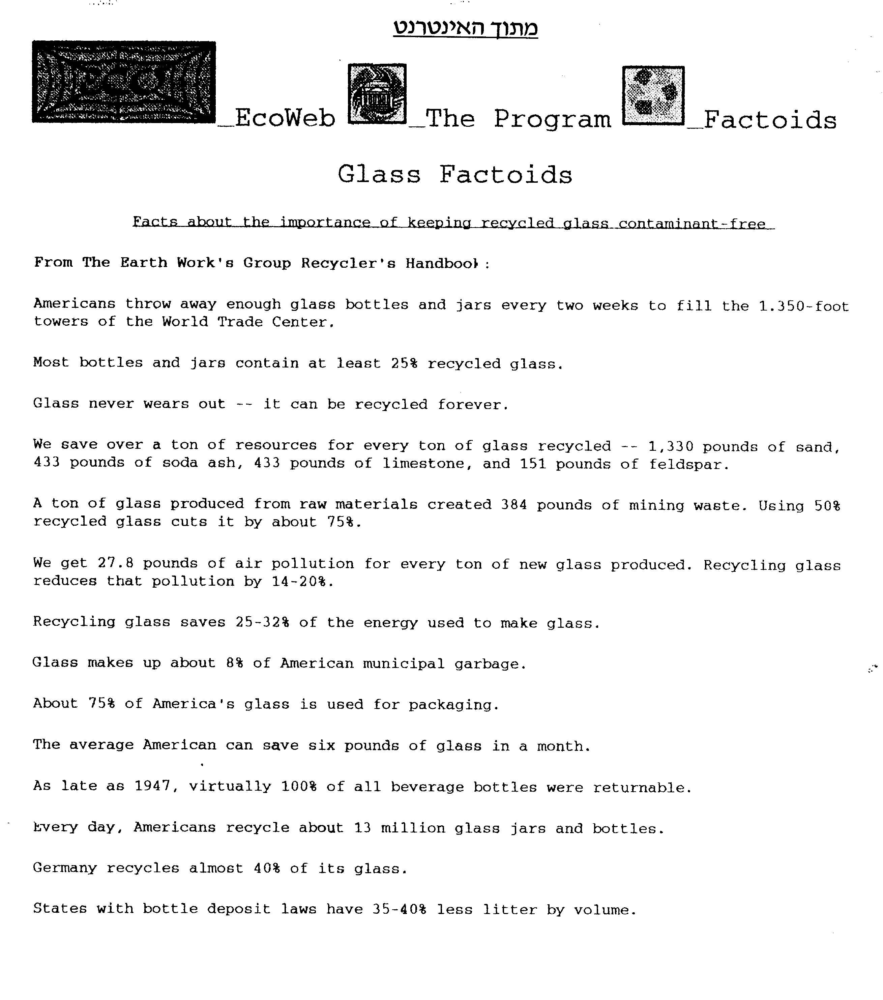 מתוך האינטרנט
_EcoWeb _The Program _Factoids
Glass Factoids
Facts about the importance of keeping recycled glass contaminant-free
From The Earth Work's Group Recycler's Handbook:
Americans throw away enough glass bottles and jars every two weeks to fill the 1.350-foot
towers of the World Trade Center.
Most bottles and jars contain at least 25% recycled glass.
Glass never wears out -- it can be recycled forever.
We save over a ton of resources for every ton of glass recycled -- 1,330 pounds of sand,
433 pounds of soda ash, 433 pounds of limestone, and 151 pounds of feldspar.
A ton of glass produced from raw materials created 384 pounds of mining waste. Using 50%
recycled glass cuts it by about 75%.
We get 27.8 pounds of air pollution for every ton of new glass produced. Recycling glass
reduces that pollution by 14-20%.
Recycling glass saves 25-32% of the energy used to make glass.
Glass makes up about 8% of American municipal garbage.
About 75% of America's glass is used for packaging.
The average American can save six pounds of glass in a month.
As late as 1947, virtually 100% of all beverage bottles were returnable.
Every day, Americans recycle about 13 million glass jars and bottles.
Germany recycles almost 40% of its glass.
States with bottle deposit laws have 35-40% less litter by volume.